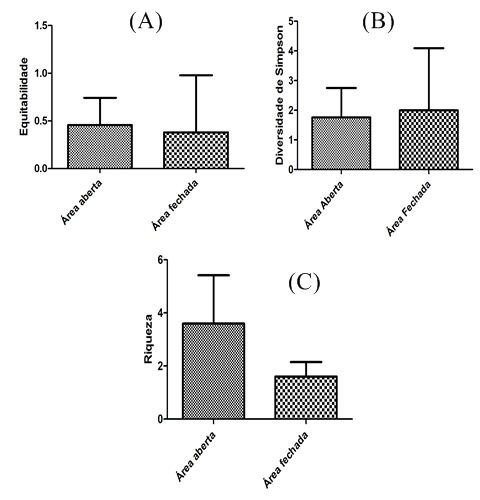 (A)
Equitabilidade
1.5
1.0
0.5
0.0
Área aberta
Área fechada
(B)
Diversidade de Simpson
5
4
3
2
1
0
Área Aberta
Área Fechada
(C)
Riqueza
6
4
2
0
Área aberta
Área fechada